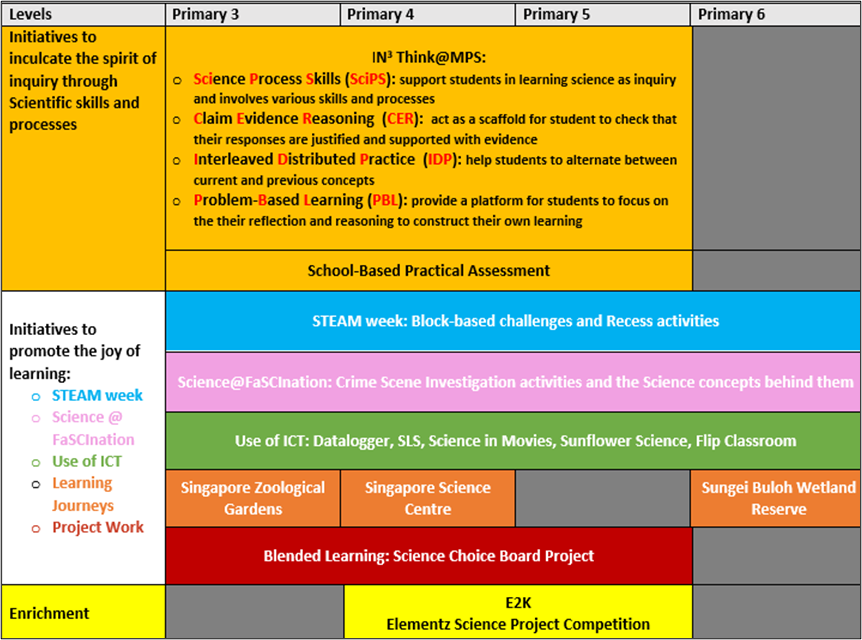 Levels
Primary 3
Primary 4
Primary 5
Primary 6
Initiatives to
inculcate the spirit of
inquiry through
Scientific skills and
processes
IN³ Think@MPS:
Science Process Skills (SciPS): support students in learning science as inquiry
and involves various skills and processes
Claim Evidence Reasoning (CER): act as a scaffold for student to check that
their responses are justified and supported with evidence
Interleaved Distributed Practice (IDP): help students to alternate between
current and previous concepts
Problem-Based Learning (PBL): provide a platform for students to focus on
the their reflection and reasoning to construct their own learning
School-Based Practical Assessment
Initiatives to
promote the joy of
learning:
STEAM week
Science @
FaSCInation
Use of ICT
Learning
Journeys
Project Work
STEAM week: Block-based challenges and Recess activities
Science@FaSCInation: Crime Scene Investigation activities and the Science concepts behind them
Use of ICT: Datalogger, SLS, Science in Movies, Sunflower Science, Flip Classroom
Singapore Zoological
Gardens
Singapore Science
Centre
Sungei Buloh Wetland
Reserve
Blended Learning: Science Choice Board Project
Enrichment
E2K
Elementz Science Project Competition